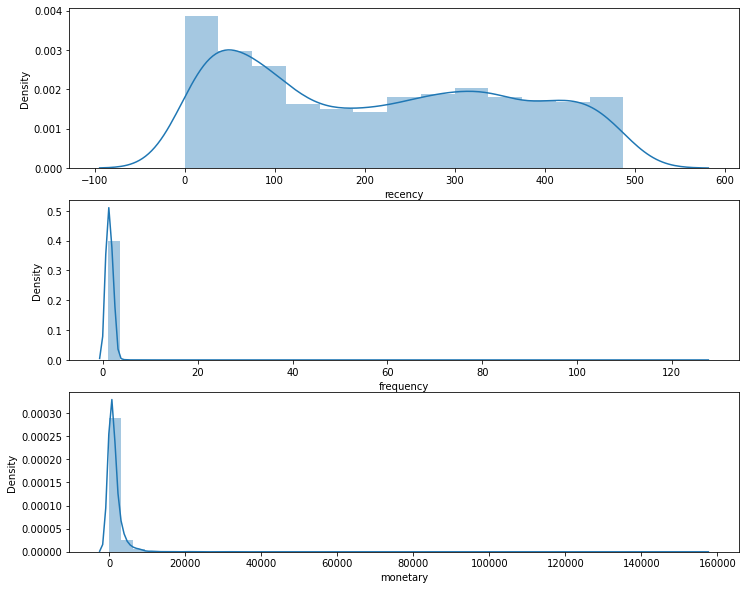 0.004
0.003
0.002
0.001
0.000
Density
−100 0 100 200 300 400 500 600
recency
0.5
0.4
0.3
0.2
0.1
0.0
Density
0 20 40 60 80 100 120
frequency
0.00030
0.00025
0.00020
0.00015
0.00010
0.00005
0.00000
Density
0 20000 40000 60000 80000 100000 120000 140000 160000
monetary